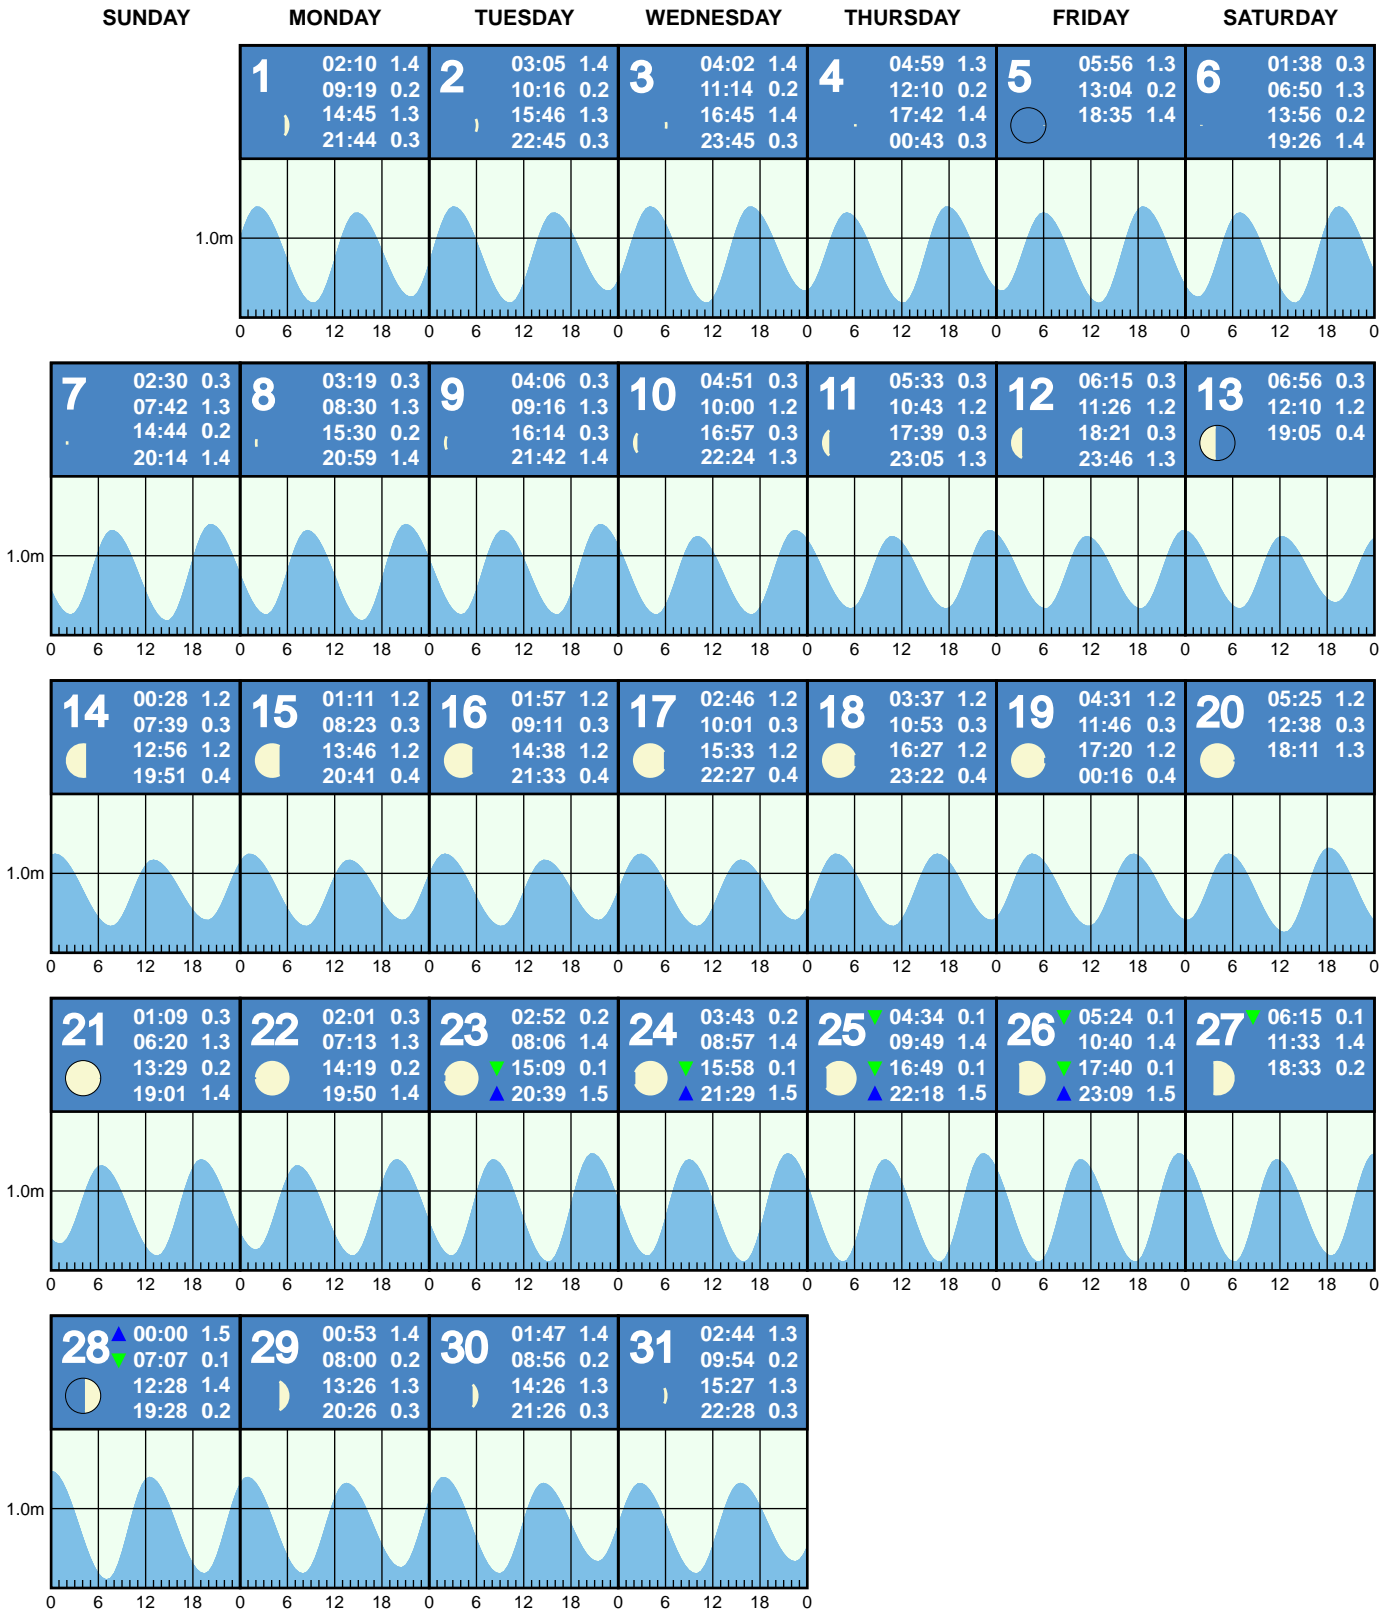 SUNDAY MONDAY TUESDAY WEDNESDAY THURSDAY FRIDAY SATURDAY
1 02:10 1.4
09:19 0.2
14:45 1.3
21:44 0.3
2 03:05 1.4
10:16 0.2
15:46 1.3
22:45 0.3
3 04:02 1.4
11:14 0.2
16:45 1.4
23:45 0.3
4 04:59 1.3
12:10 0.2
17:42 1.4
00:43 0.3
5 05:56 1.3
13:04 0.2
18:35 1.4
6 01:38 0.3
06:50 1.3
13:56 0.2
19:26 1.4
1.0m
0 6 12 18 0 6 12 18 0 6 12 18 0 6 12 18 0 6 12 18 0 6 12 18 0
7 02:30 0.3
07:42 1.3
14:44 0.2
20:14 1.4
8 03:19 0.3
08:30 1.3
15:30 0.2
20:59 1.4
9 04:06 0.3
09:16 1.3
16:14 0.3
21:42 1.4
10 04:51 0.3
10:00 1.2
16:57 0.3
22:24 1.3
11 05:33 0.3
10:43 1.2
17:39 0.3
23:05 1.3
12 06:15 0.3
11:26 1.2
18:21 0.3
23:46 1.3
13 06:56 0.3
12:10 1.2
19:05 0.4
1.0m
0 6 12 18 0 6 12 18 0 6 12 18 0 6 12 18 0 6 12 18 0 6 12 18 0 6 12 18 0
14 00:28 1.2
07:39 0.3
12:56 1.2
19:51 0.4
15 01:11 1.2
08:23 0.3
13:46 1.2
20:41 0.4
16 01:57 1.2
09:11 0.3
14:38 1.2
21:33 0.4
17 02:46 1.2
10:01 0.3
15:33 1.2
22:27 0.4
18 03:37 1.2
10:53 0.3
16:27 1.2
23:22 0.4
19 04:31 1.2
11:46 0.3
17:20 1.2
00:16 0.4
20 05:25 1.2
12:38 0.3
18:11 1.3
1.0m
0 6 12 18 0 6 12 18 0 6 12 18 0 6 12 18 0 6 12 18 0 6 12 18 0 6 12 18 0
21 01:09 0.3
06:20 1.3
13:29 0.2
19:01 1.4
22 02:01 0.3
07:13 1.3
14:19 0.2
19:50 1.4
23 02:52 0.2
08:06 1.4
15:09 0.1
20:39 1.5
24 03:43 0.2
08:57 1.4
15:58 0.1
21:29 1.5
25 04:34 0.1
09:49 1.4
16:49 0.1
22:18 1.5
26 05:24 0.1
10:40 1.4
17:40 0.1
23:09 1.5
27 06:15 0.1
11:33 1.4
18:33 0.2
1.0m
0 6 12 18 0 6 12 18 0 6 12 18 0 6 12 18 0 6 12 18 0 6 12 18 0 6 12 18 0
28 00:00 1.5
07:07 0.1
12:28 1.4
19:28 0.2
29 00:53 1.4
08:00 0.2
13:26 1.3
20:26 0.3
30 01:47 1.4
08:56 0.2
14:26 1.3
21:26 0.3
31 02:44 1.3
09:54 0.2
15:27 1.3
22:28 0.3
1.0m
0 6 12 18 0 6 12 18 0 6 12 18 0 6 12 18 0